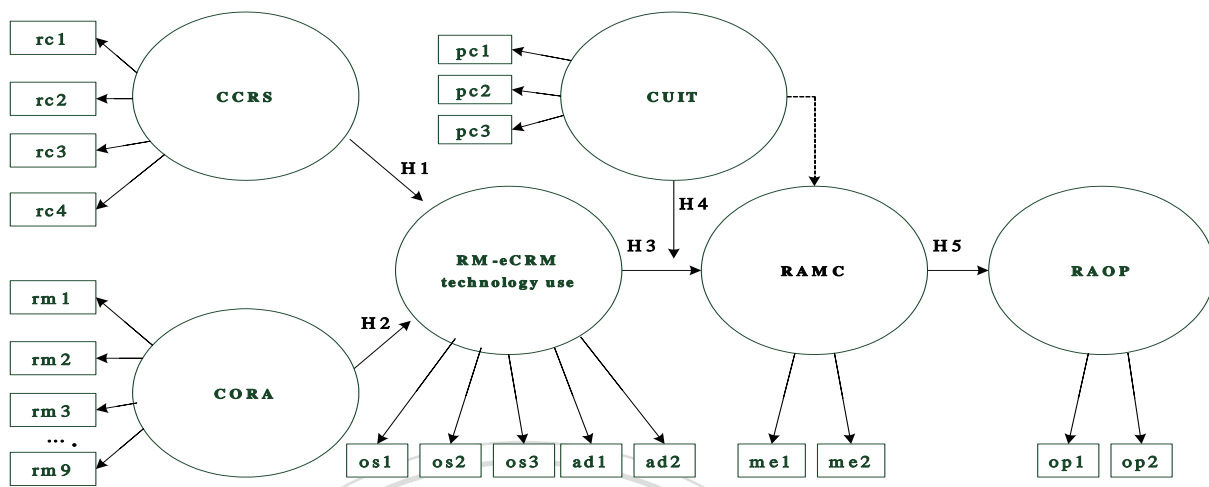 rc1
rc2
rc3
rc4
CCRS
pc1
pc2
pc3
CUIT
H1
H4
RM-eCRM
technology use
H3
RAMC
H5
RAOP
rm1
rm2
rm3
....
rm9
CORA
H2
os1
os2
os3
ad1
ad2
me1
me2
op1
op2